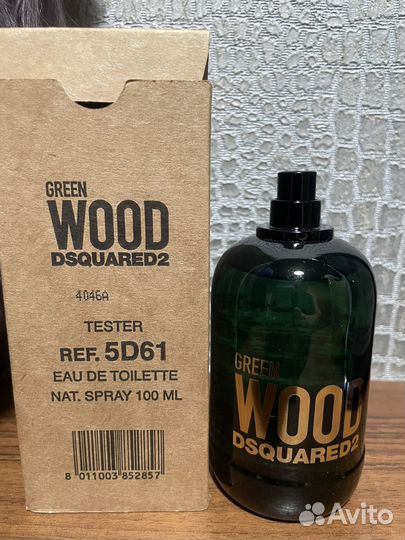 GREEN
WOOD
DSQUARED2
4046A
TESTER
REF. 5D61
EAU DE TOILETTE
NAT. SPRAY 100 ML
8 011003 852857
GREEN
WOOD
DSQUARED2
Avito